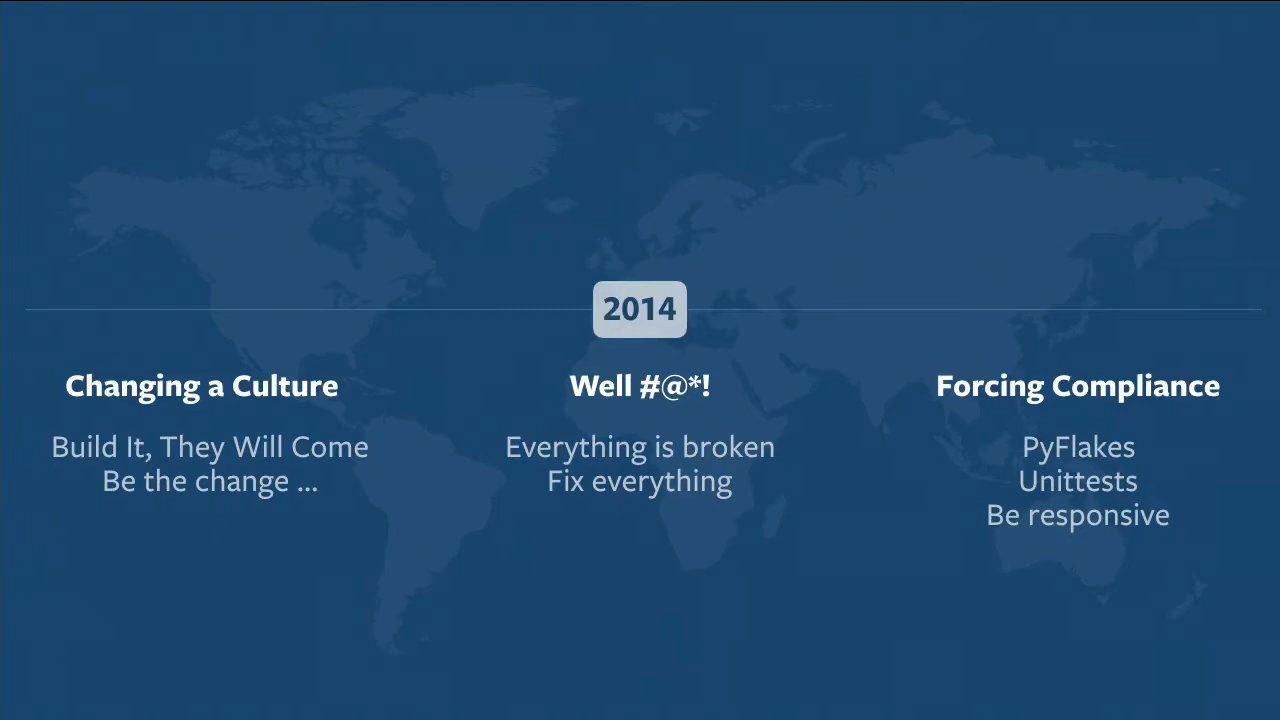 2014
Changing a Culture
Build It, They Will Come
Be the change ...
Well #@*!
Everything is broken
Fix everything
Forcing Compliance
PyFlakes
Unittests
Be responsive